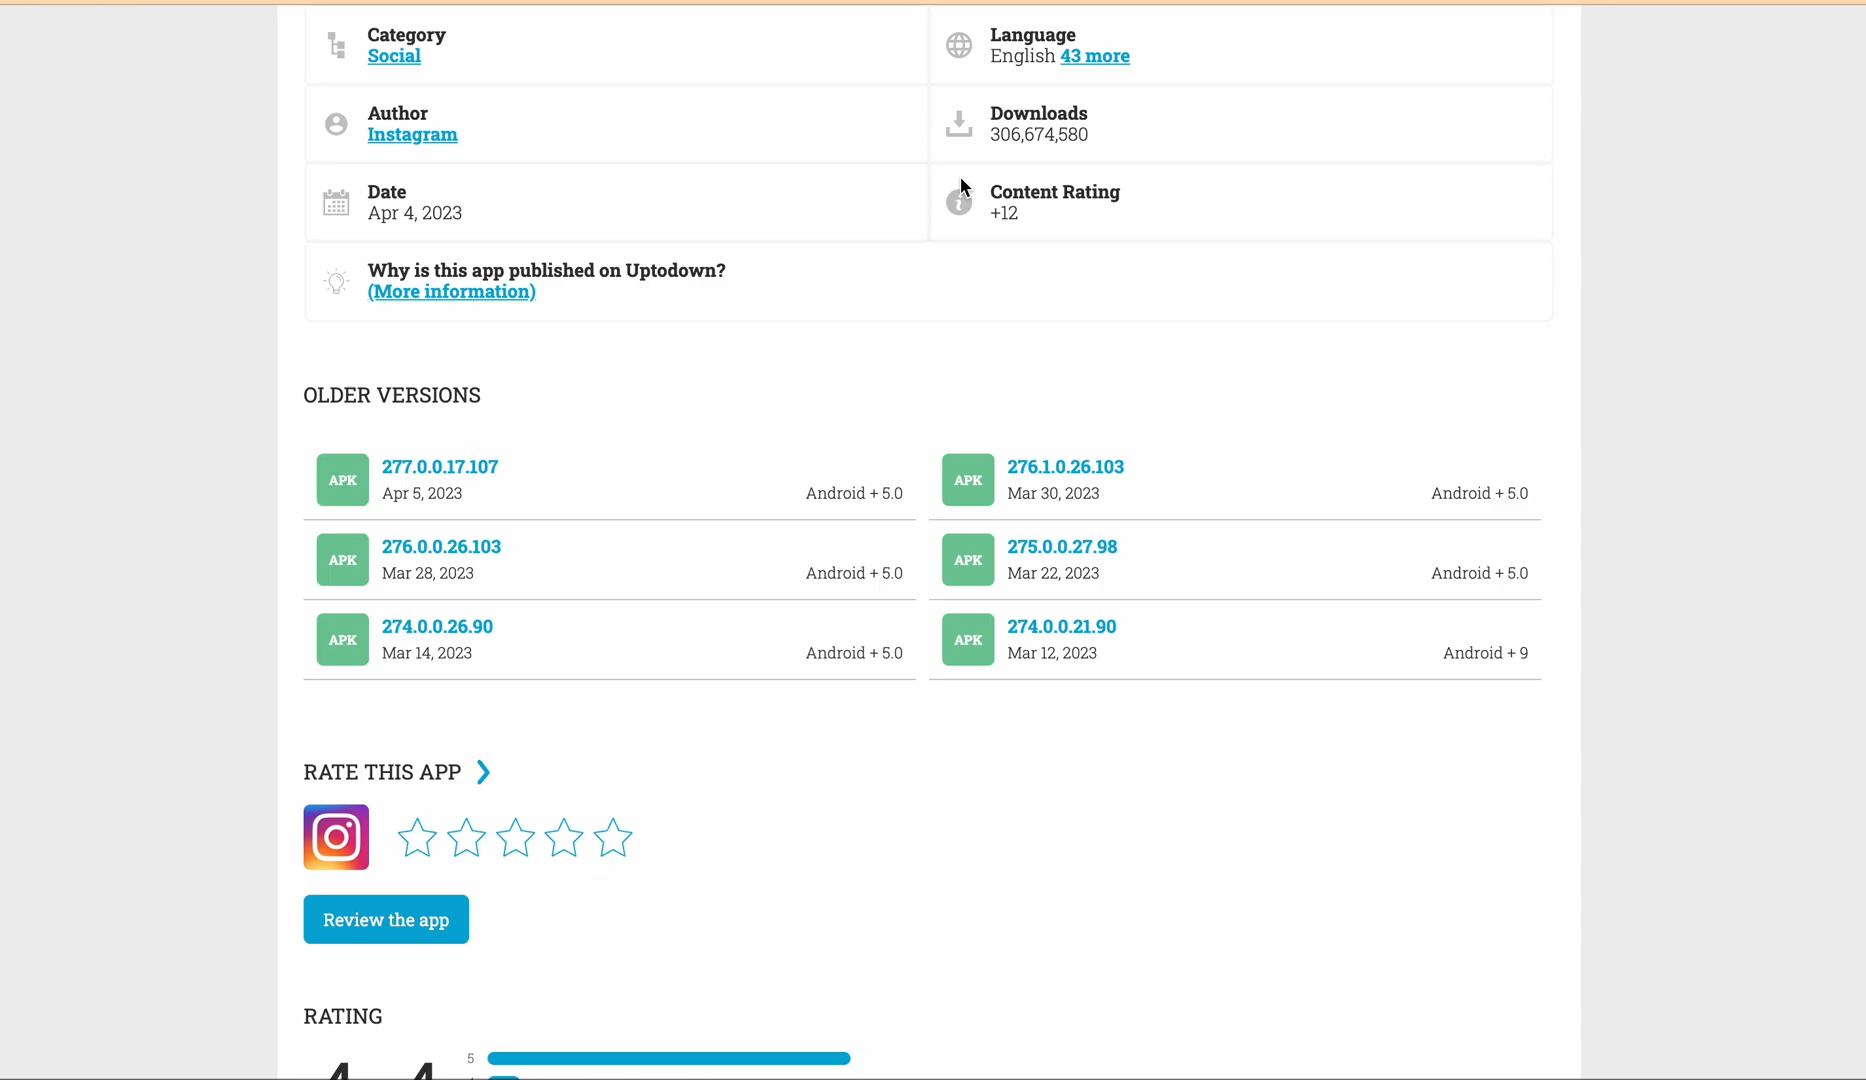 Category
Social
Language
English 43 more
Author
Instagram
Downloads
306,674,580
Date
Apr 4, 2023
Content Rating
+12
Why is this app published on Uptodown?
(More information)
OLDER VERSIONS
APK
277.0.0.17.107
Apr 5, 2023
Android + 5.0
APK
276.1.0.26.103
Mar 30, 2023
Android + 5.0
APK
276.0.0.26.103
Mar 28, 2023
Android + 5.0
APK
275.0.0.27.98
Mar 22, 2023
Android + 5.0
APK
274.0.0.26.90
Mar 14, 2023
Android + 5.0
APK
274.0.0.21.90
Mar 12, 2023
Android + 9
RATE THIS APP
Review the app
RATING
5